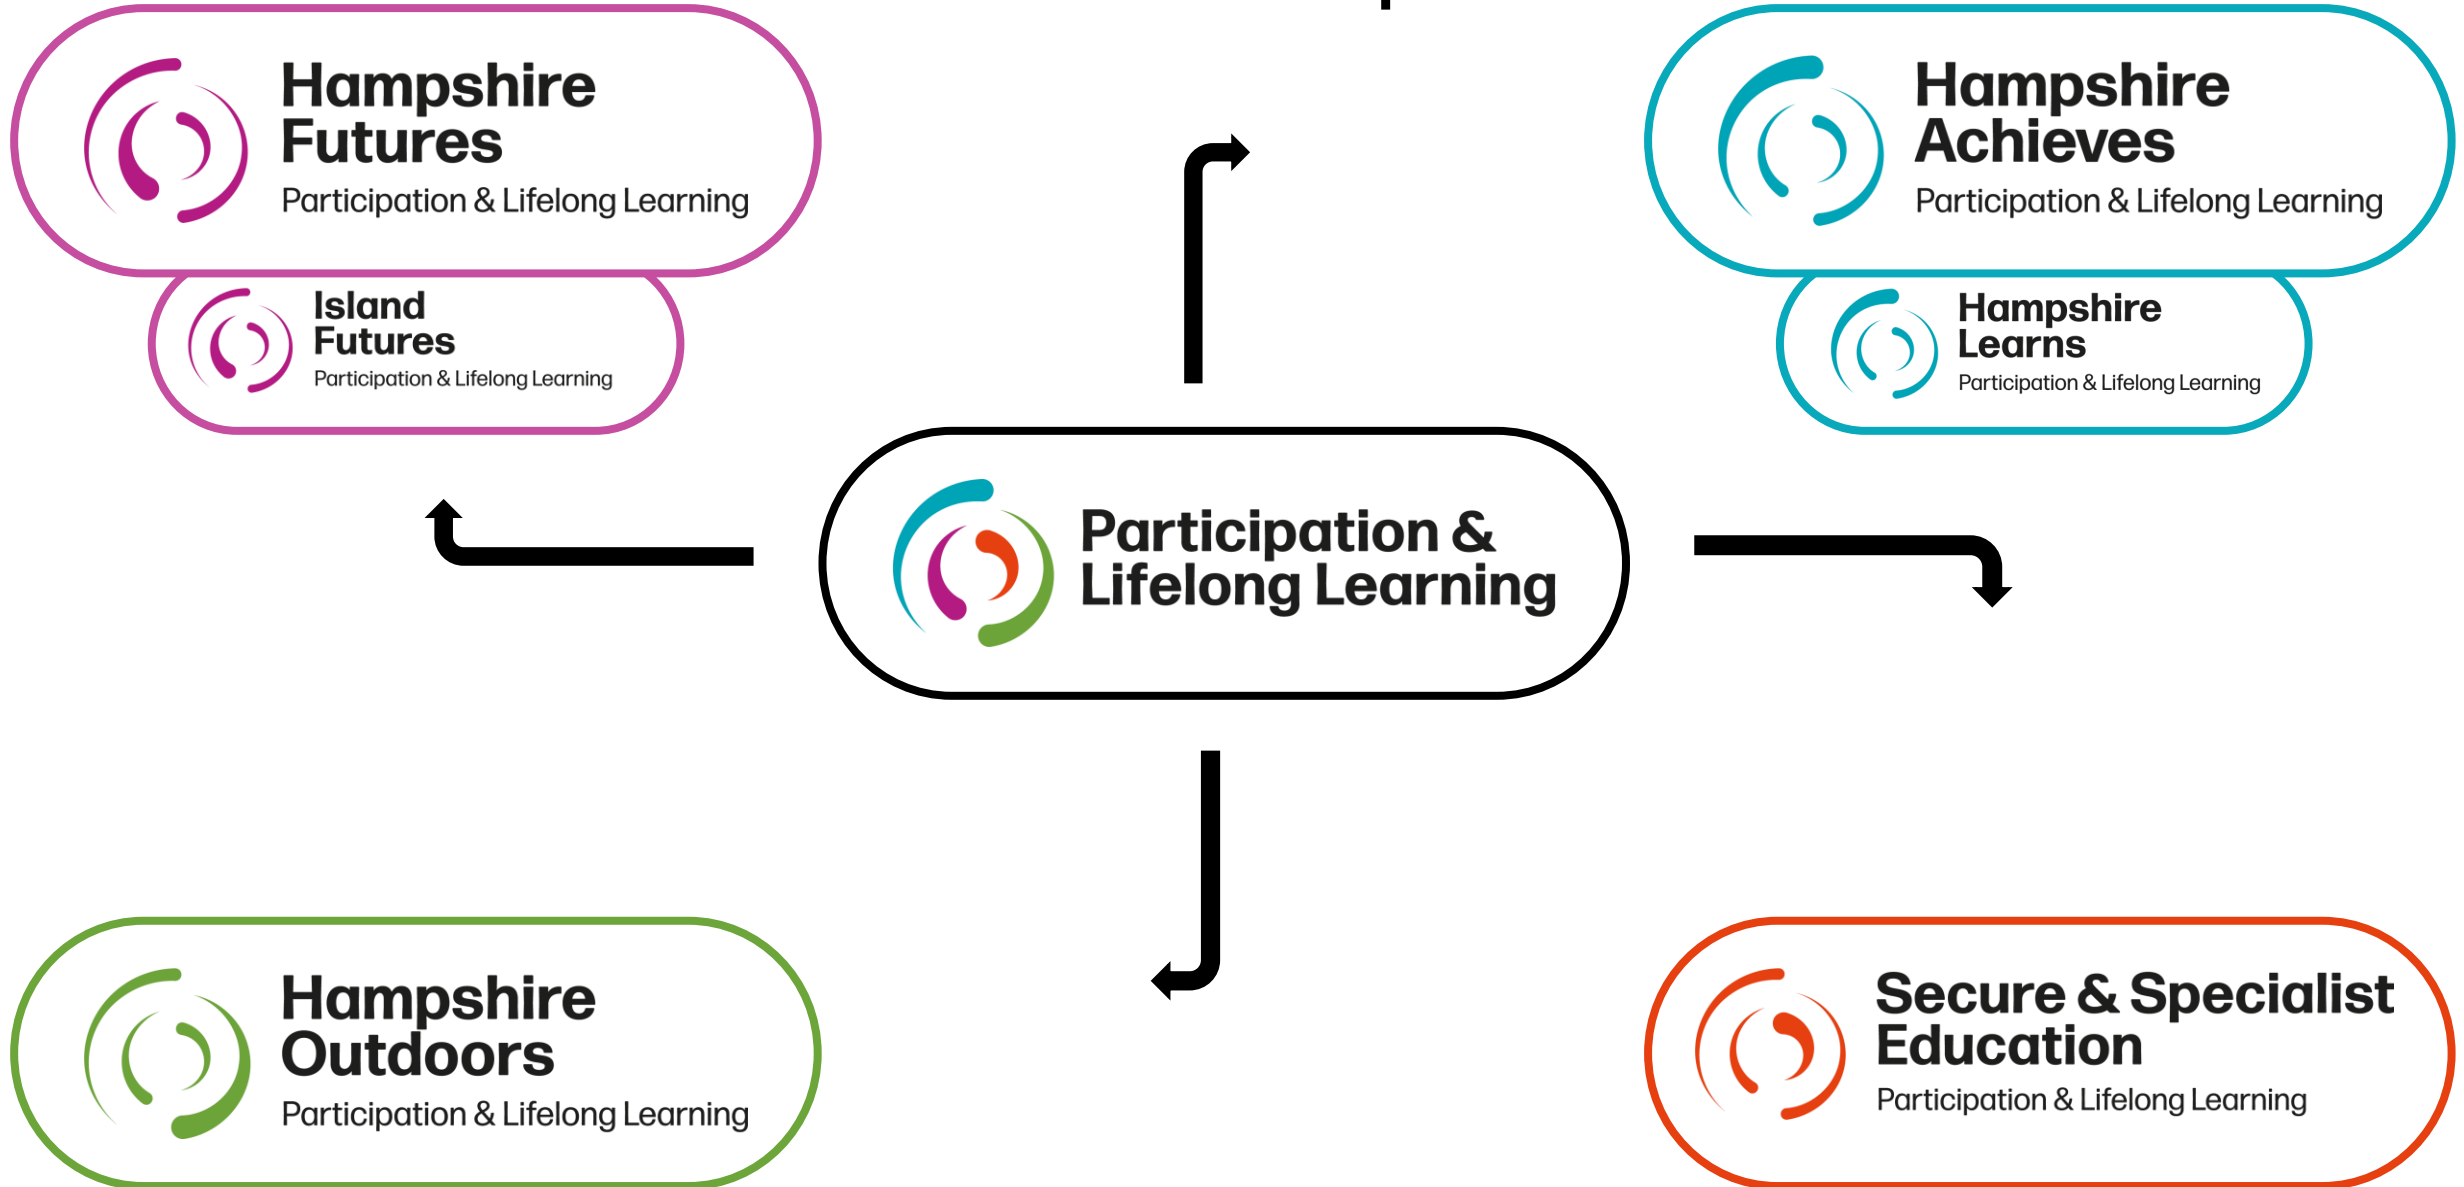 Hampshire
Futures
Participation & Lifelong Learning
Island
Futures
Participation & Lifelong Learning
Hampshire
Achieves
Participation & Lifelong Learning
Hampshire
Learns
Participation & Lifelong Learning
Participation &
Lifelong Learning
Hampshire
Outdoors
Participation & Lifelong Learning
Secure & Specialist
Education
Participation & Lifelong Learning